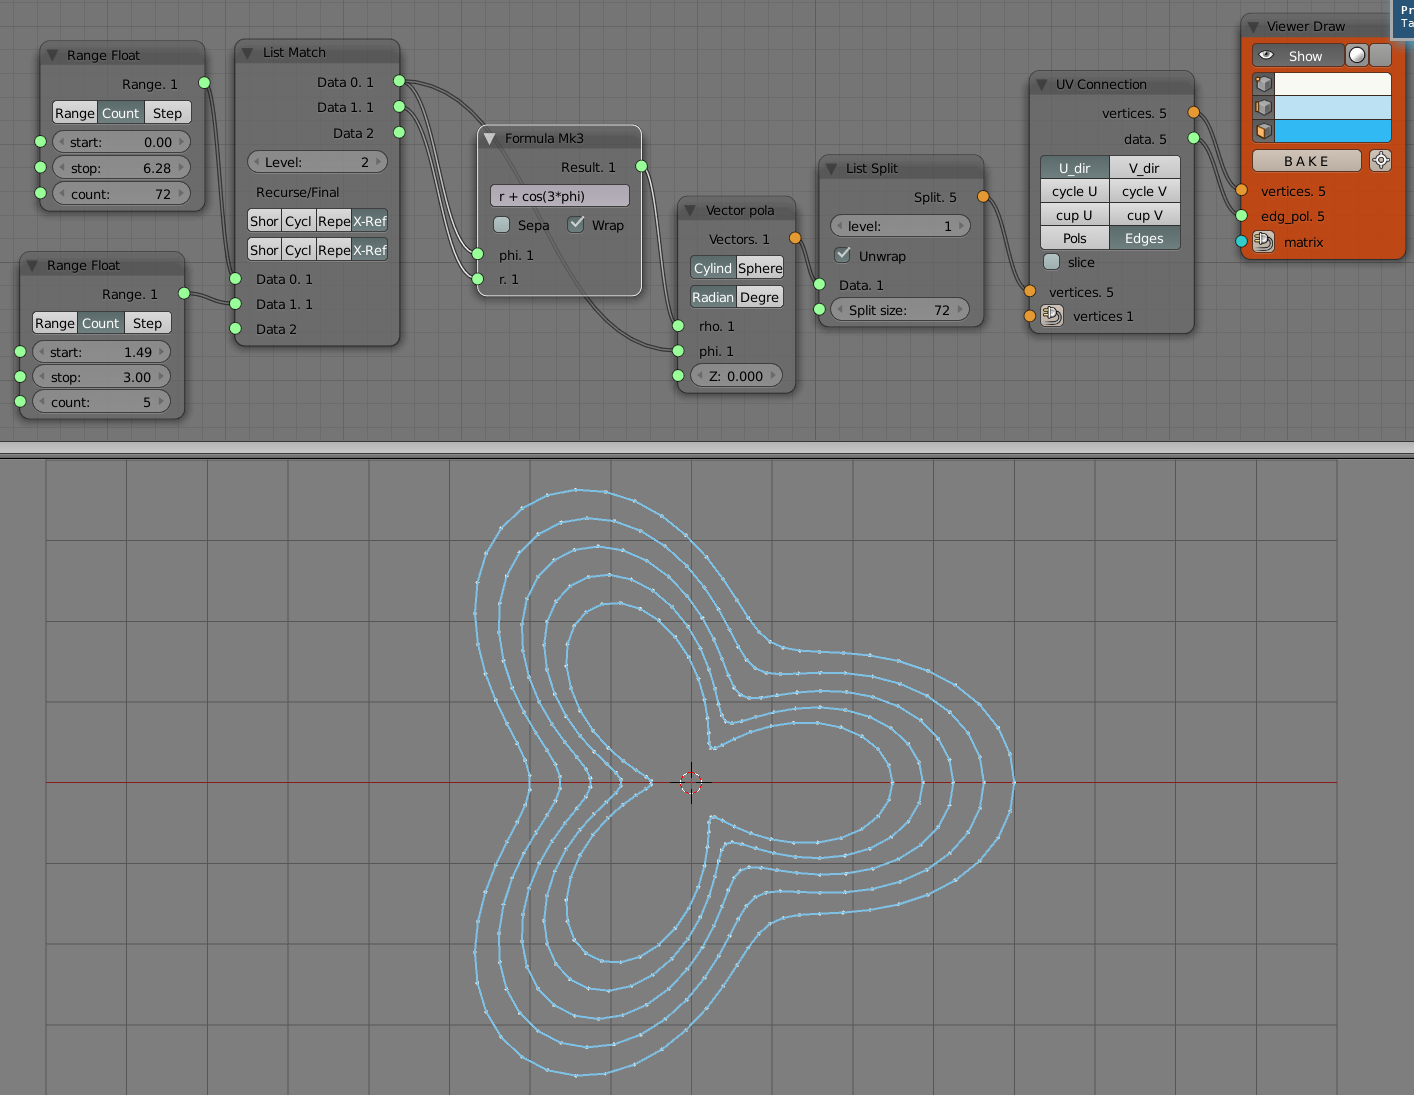 Range Float
Range. 1
Range Count Step
start: 0.00
stop: 6.28
count: 72
Range Float
Range. 1
Range Count Step
start: 1.49
stop: 3.00
count: 5
List Match
Data 0. 1
Data 1. 1
Data 2
Level: 2
Recurse/Final
Shor Cycl Repe X-Ref
Shor Cycl Repe X-Ref
Data 0. 1
Data 1. 1
Data 2
Formula Mk3
Result. 1
r + cos(3*phi)
Sepa Wrap
phi. 1
r. 1
Vector pola
Vectors. 1
Cylind Sphere
Radian Degre
rho. 1
phi. 1
Z: 0.000
List Split
Split. 5
level: 1
Unwrap
Data. 1
Split size: 72
UV Connection
vertices. 5
data. 5
U_dir V_dir
cycle U cycle V
cup U cup V
Pols Edges
slice
vertices. 5
vertices 1
Viewer Draw
Show
BAKE
vertices. 5
edg_pol. 5
matrix
Pr
Ta